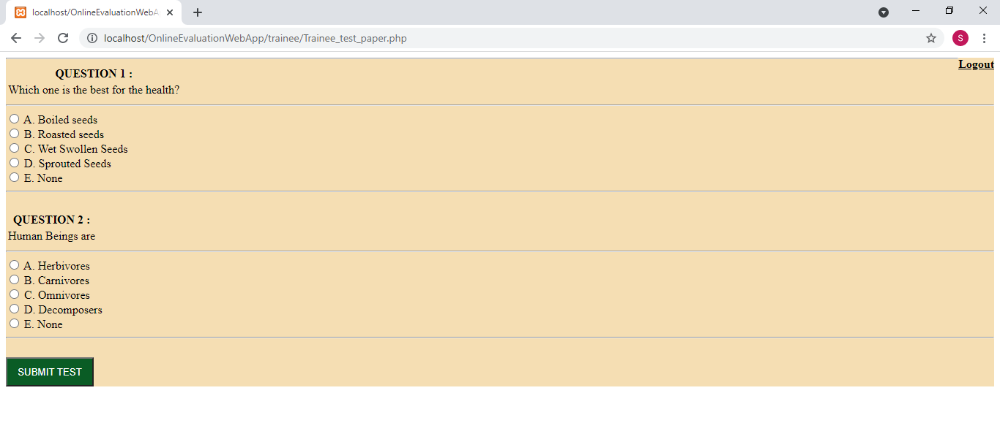 localhost/OnlineEvaluationWebA
localhost/OnlineEvaluationWebApp/trainee/Trainee_test_paper.php
S
Logout
QUESTION 1 :
Which one is the best for the health?
A. Boiled seeds
B. Roasted seeds
C. Wet Swollen Seeds
D. Sprouted Seeds
E. None
QUESTION 2 :
Human Beings are
A. Herbivores
B. Carnivores
C. Omnivores
D. Decomposers
E. None
SUBMIT TEST